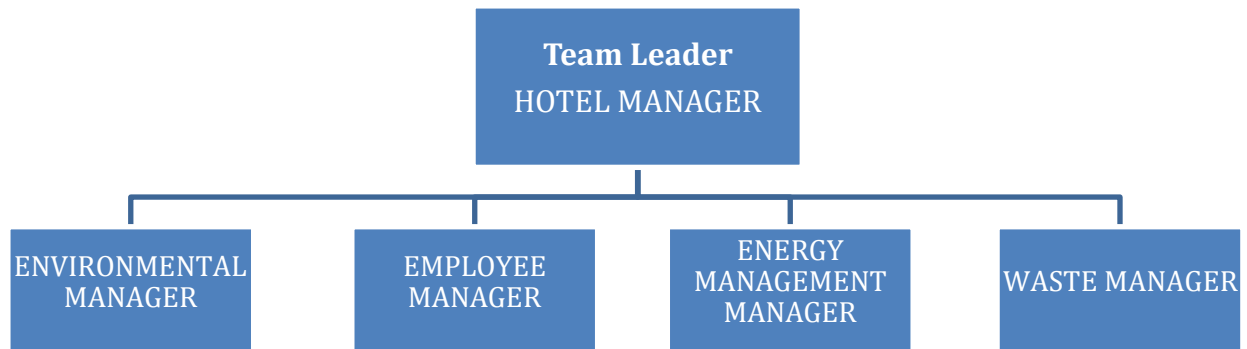 Team Leader
HOTEL MANAGER
ENVIRONMENTAL
MANAGER
EMPLOYEE
MANAGER
ENERGY
MANAGEMENT
MANAGER
WASTE MANAGER